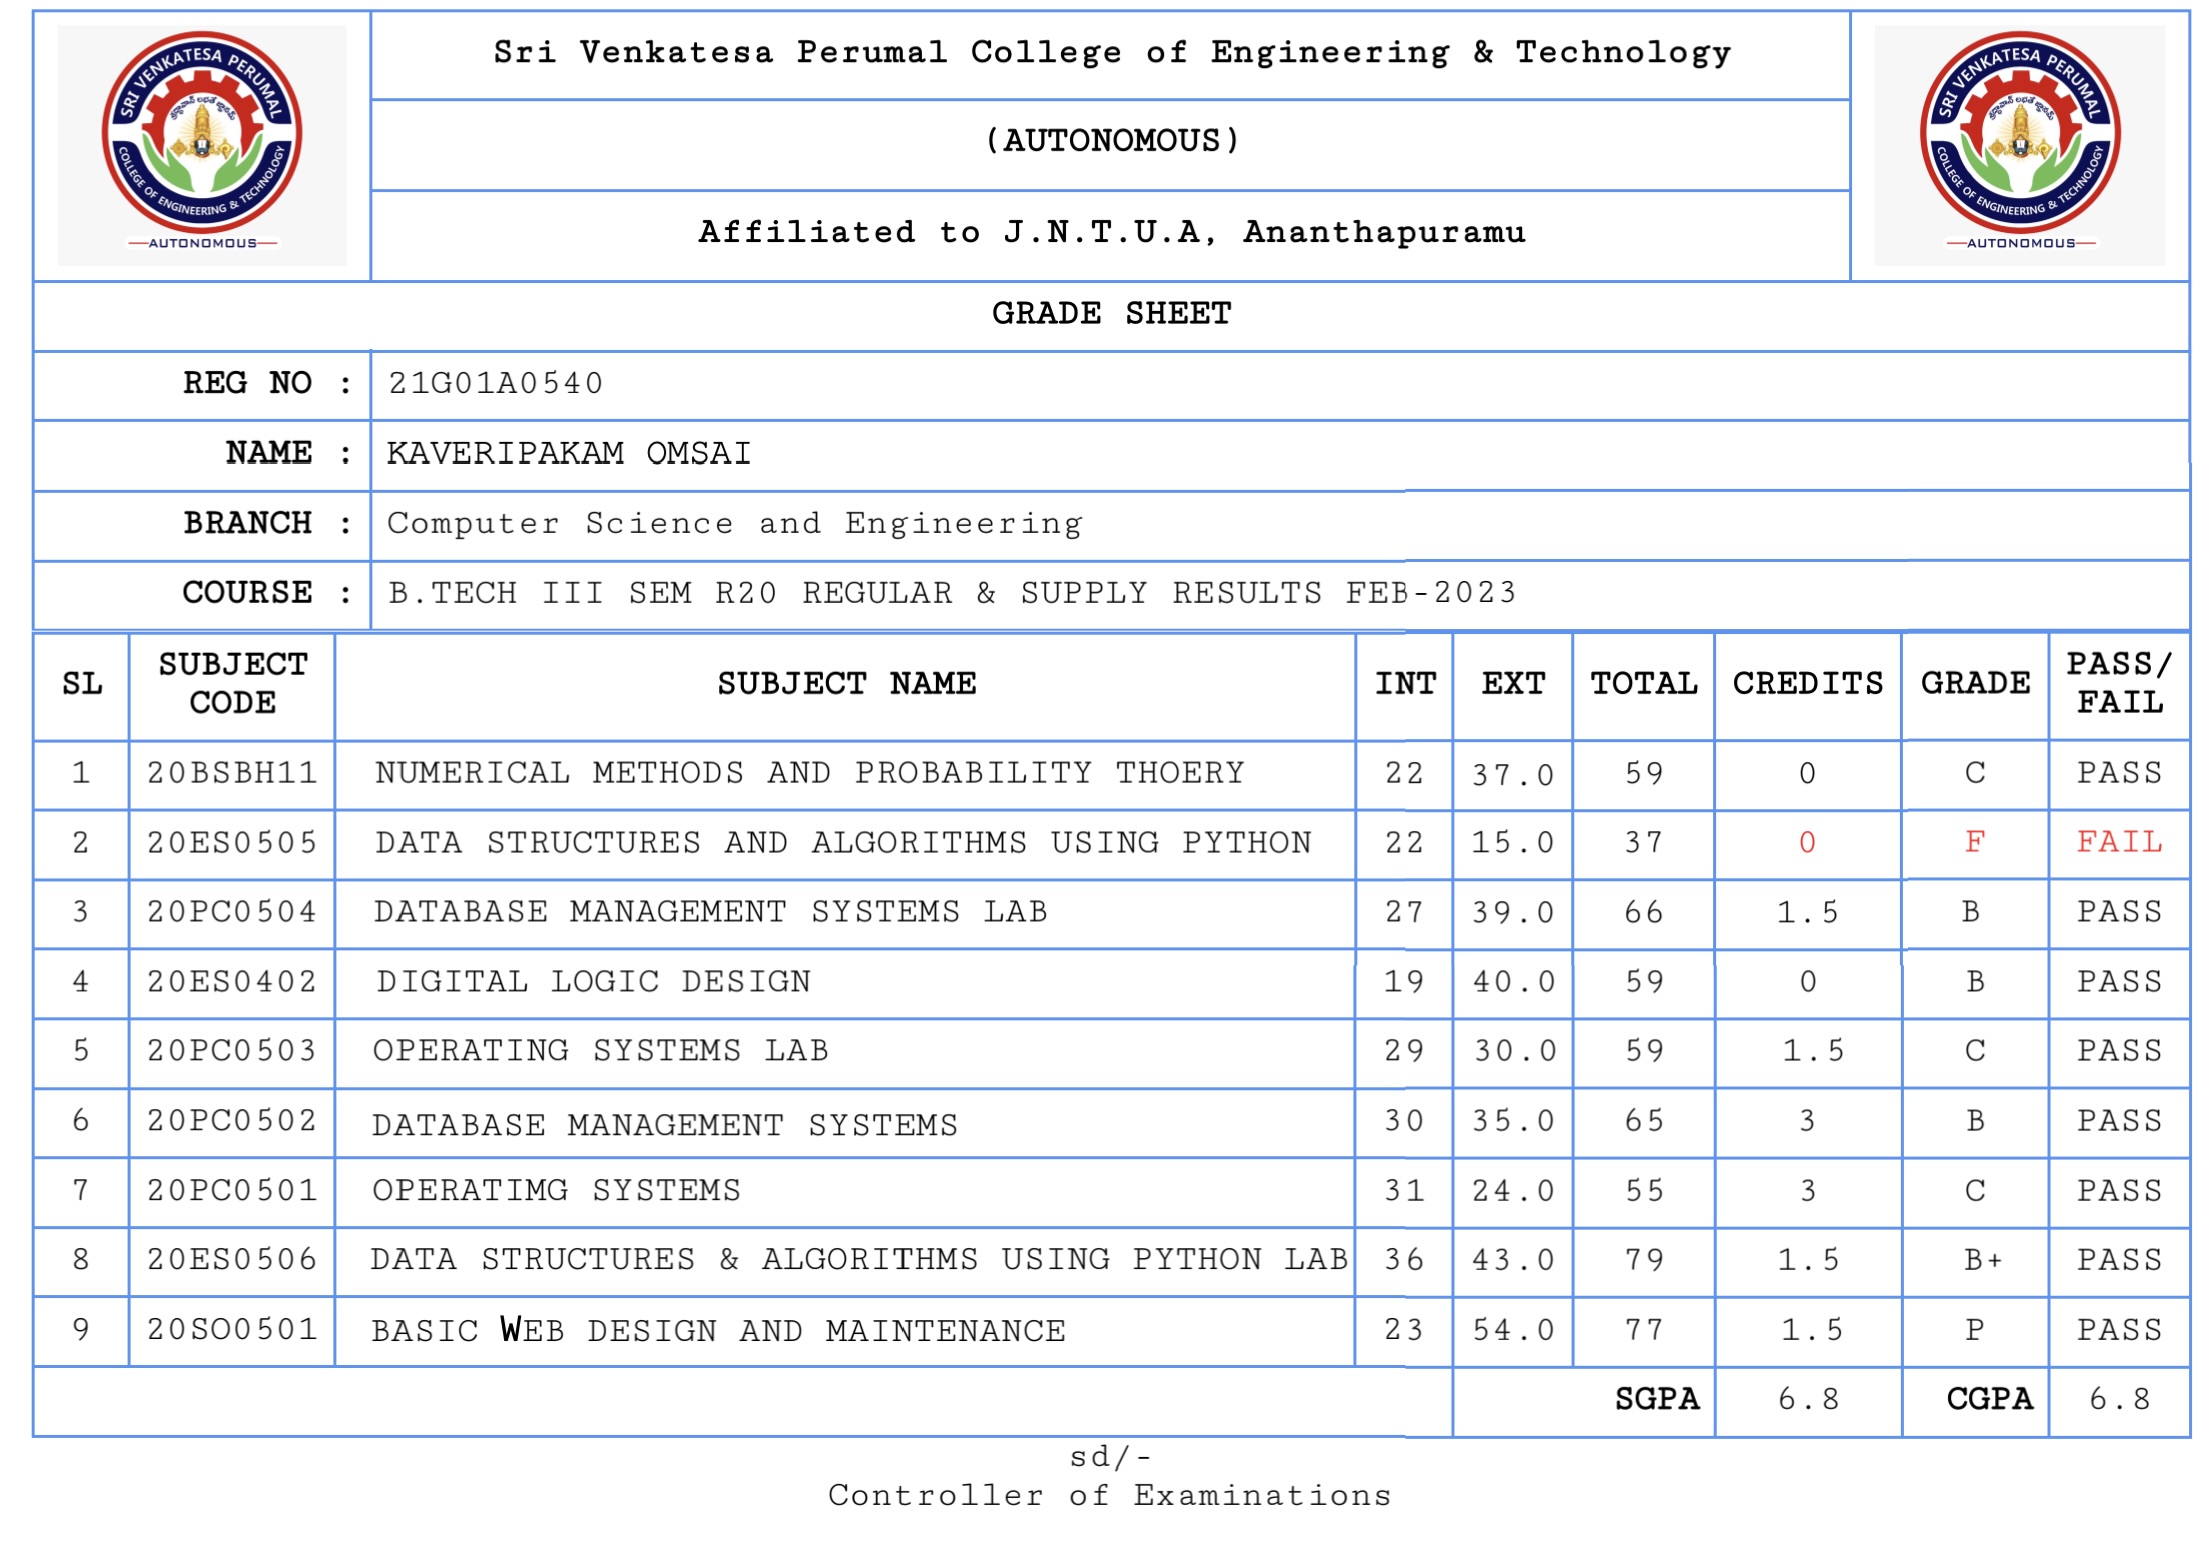 SRI VENKATESA PERUMAL
COLLEGE OF ENGINEERING & TECHNOLOGY
AUTONOMOUS
Sri Venkatesa Perumal College of Engineering & Technology
(AUTONOMOUS)
Affiliated to J.N.T.U.A, Ananthapuramu
SRI VENKATESA PERUMAL
COLLEGE OF ENGINEERING & TECHNOLOGY
AUTONOMOUS
GRADE SHEET
REG NO : 21G01A0540
NAME : KAVERIPAKAM OMSAI
BRANCH : Computer Science and Engineering
COURSE : B.TECH III SEM R20 REGULAR & SUPPLY RESULTS FEB-2023
SL SUBJECT CODE SUBJECT NAME INT EXT TOTAL CREDITS GRADE PASS/ FAIL
1 20BSBH11 NUMERICAL METHODS AND PROBABILITY THOERY 22 37.0 59 0 C PASS
2 20ES0505 DATA STRUCTURES AND ALGORITHMS USING PYTHON 22 15.0 37 0 F FAIL
3 20PC0504 DATABASE MANAGEMENT SYSTEMS LAB 27 39.0 66 1.5 B PASS
4 20ES0402 DIGITAL LOGIC DESIGN 19 40.0 59 0 B PASS
5 20PC0503 OPERATING SYSTEMS LAB 29 30.0 59 1.5 C PASS
6 20PC0502 DATABASE MANAGEMENT SYSTEMS 30 35.0 65 3 B PASS
7 20PC0501 OPERATIMG SYSTEMS 31 24.0 55 3 C PASS
8 20ES0506 DATA STRUCTURES & ALGORITHMS USING PYTHON LAB 36 43.0 79 1.5 B+ PASS
9 20SO0501 BASIC WEB DESIGN AND MAINTENANCE 23 54.0 77 1.5 P PASS
SGPA 6.8 CGPA 6.8
sd/-
Controller of Examinations